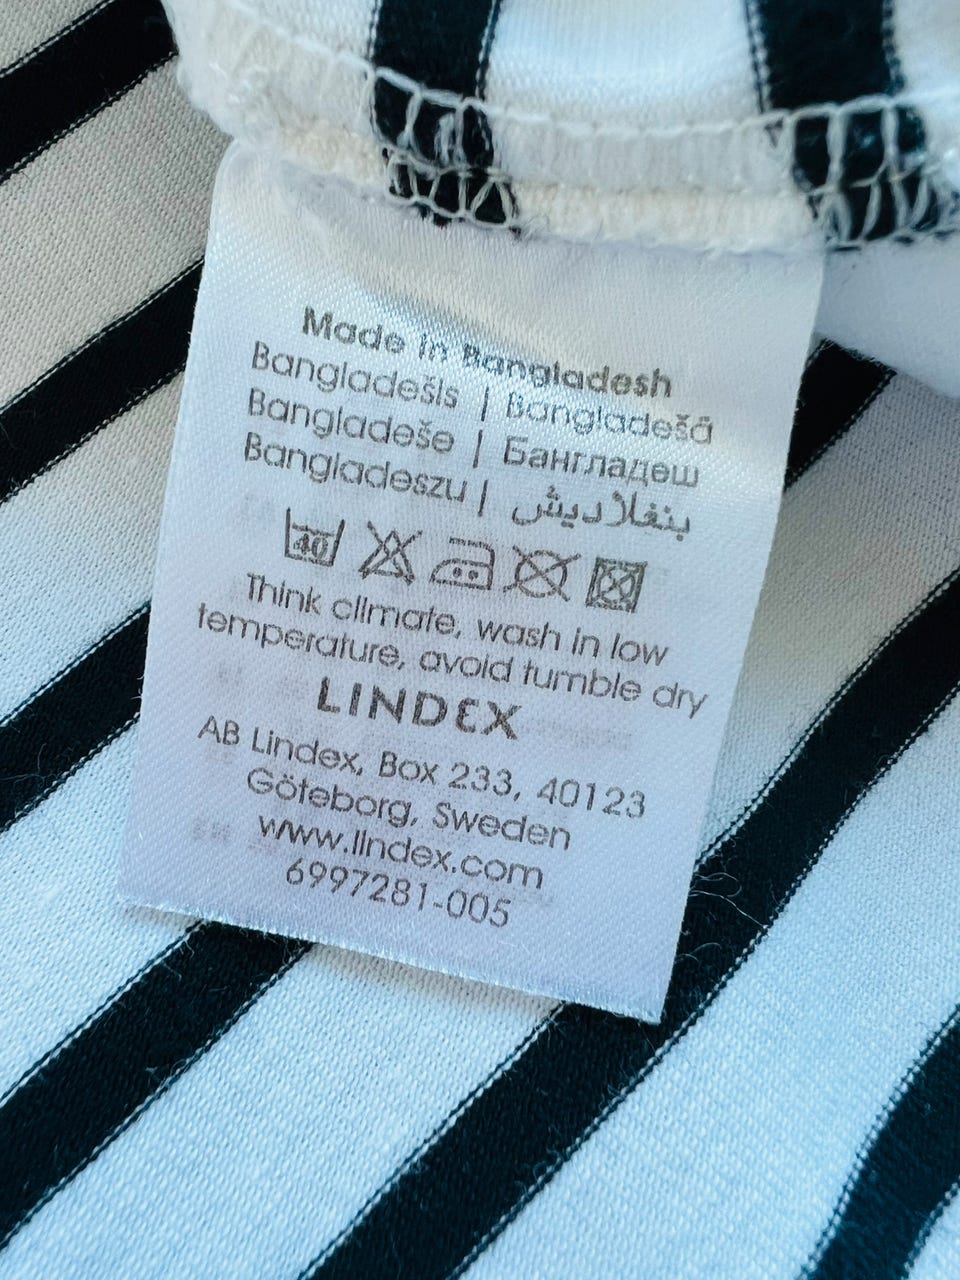 Made in Bangladesh
Bangladešis | Bangladešā
Bangladeše | Бангладеш
Bangladeszu | بنغلاديش
40
Think climate, wash in low
temperature, avoid tumble dry
LINDEX
AB Lindex, Box 233, 40123
Göteborg, Sweden
www.lindex.com
6997281-005